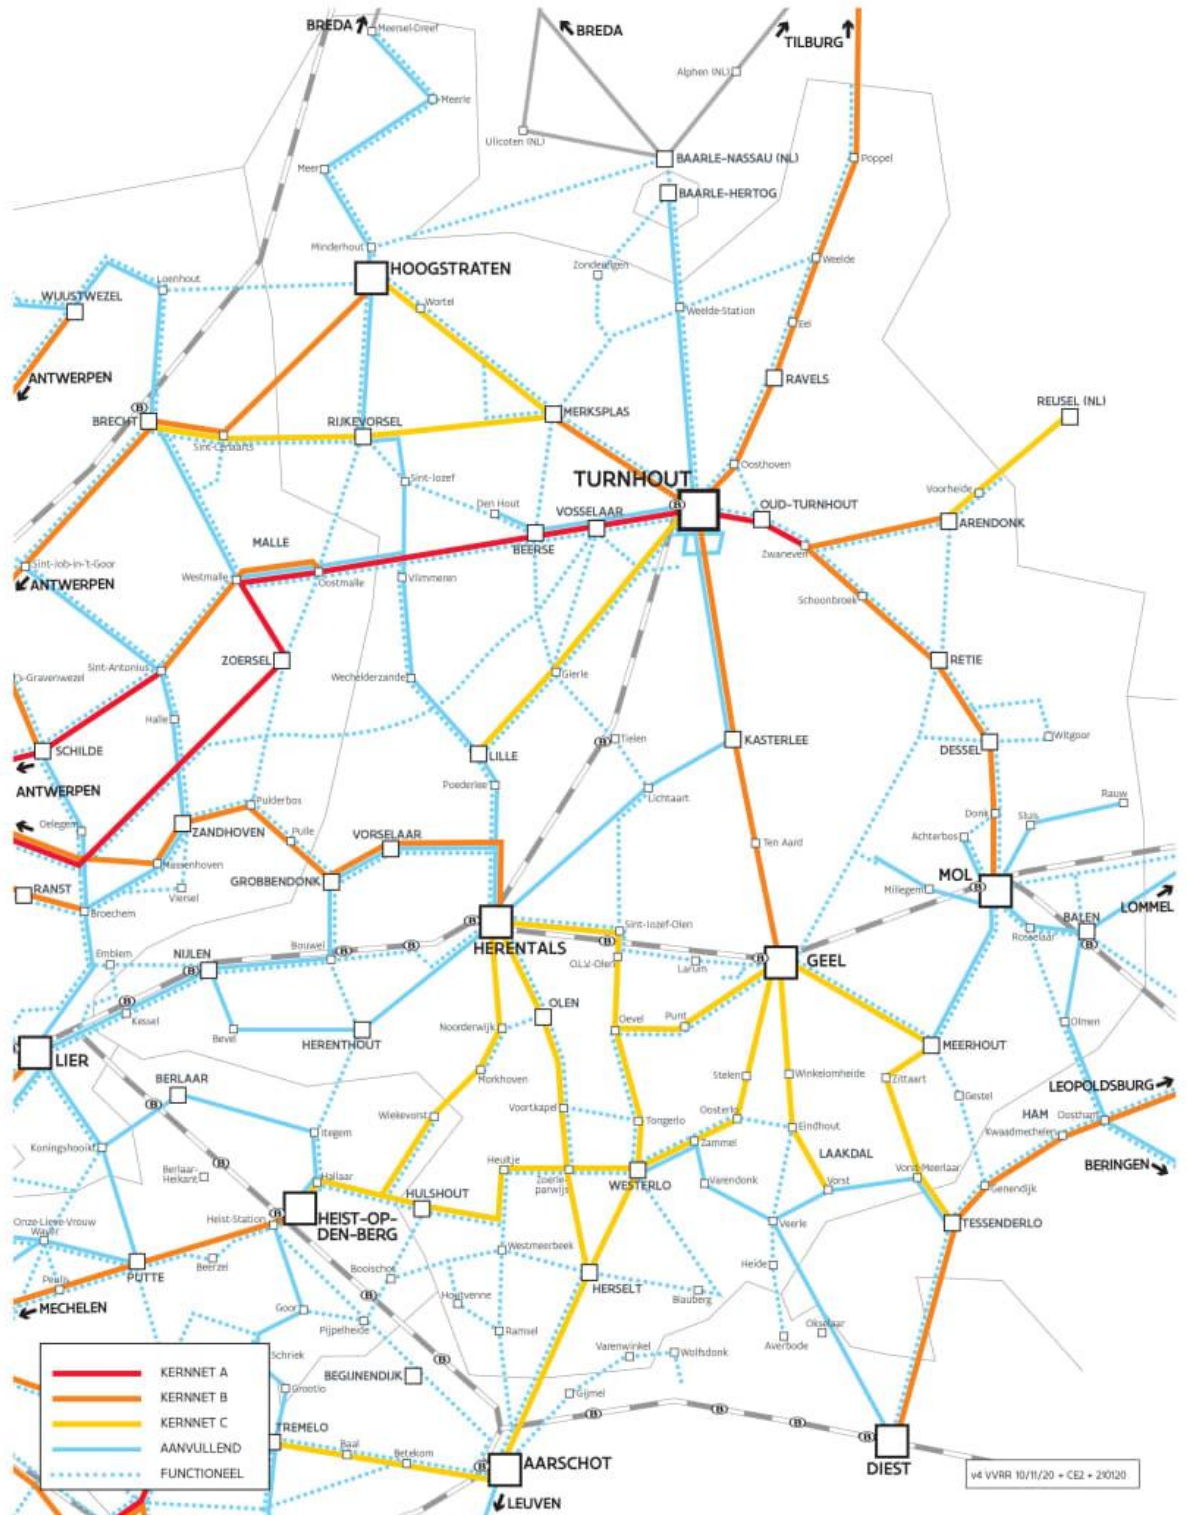 BREDA
Meersel-Dreef
BREDA
TILBURG
Alphen (NL)
Meerle
Ulicoten (NL)
BAARLE-NASSAU (NL)
Poppel
Meer
BAARLE-HERTOG
Minderhout
Weelde
HOOGSTRATEN
Zondereigen
Loenhout
WUUSTWEZEL
Wortel
Weelde-Station
Eel
ANTWERPEN
RAVELS
REUSEL (NL)
B
BRECHT
RIJKEVORSEL
MERKSPLAS
Sint-Lenaarts
Oosthoven
Sint-Jozef
TURNHOUT
Voorheide
Den Hout
VOSSELAAR
B
OUD-TURNHOUT
ARENDONK
MALLE
BEERSE
Zwaneven
Sint-Job-in-'t-Goor
ANTWERPEN
Westmalle
Oostmalle
Vlimmeren
Schoonbroek
ZOERSEL
RETIE
Sint-Antonius
's-Gravenwezel
Wechelderzande
Gierle
Halle
SCHILDE
B
Tielen
KASTERLEE
DESSEL
Witgoor
LILLE
ANTWERPEN
Poederlee
Lichtaart
Rauw
Pulderbos
Donk
Sluis
Oelegem
ZANDHOVEN
Pulle
VORSELAAR
Ten Aard
Achterbos
Massenhoven
MOL
B
GROBBENDONK
RANST
Viersel
Millegem
LOMMEL
Broechem
B
HERENTALS
Sint-Jozef-Olen
B
BALEN
Rosselaar
B
Emblem
NIJLEN
B
Bouwel
B
B
O.L.V.-Olen
Larum
B
GEEL
B
Kessel
OLEN
Bevel
HERENTHOUT
Noorderwijk
Oevel
Punt
Olmen
LIER
MEERHOUT
BERLAAR
Morkhoven
Stelen
Winkelomheide
Zittaart
LEOPOLDSBURG
B
Wiekevorst
Voortkapel
Tongerlo
Oosterlo
Gestel
Eindhout
HAM
Oostham
Kwaadmechelen
Koningshooikt
Itegem
Zammel
LAAKDAL
BERINGEN
B
Berlaar-
Heikant
Hallaar
Heultje
Zoerle-
parwijs
WESTERLO
Varendonk
Vorst
Vorst-Meerlaar
Genendijk
HULSHOUT
Onze-Lieve-Vrouw
Waver
Heist-Station
B
HEIST-OP-
DEN-BERG
Veerle
TESSENDERLO
PUTTE
Beerzel
Westmeerbeek
Booischot
Heide
HERSELT
Peulis
MECHELEN
Goor
B
Houtvenne
Blauberg
Pijpelheide
Ramsel
Okselaar
Averbode
Schriek
B
Varenwinkel
Wolfsdonk
BEGIJNENDIJK
Grootlo
Gijmel
B
B
B
B
TREMELO
Baal
Betekom
B
AARSCHOT
DIEST
LEUVEN
KERNNET A
KERNNET B
KERNNET C
AANVULLEND
FUNCTIONEEL
v4 VVRR 10/11/20 + CE2 + 210120